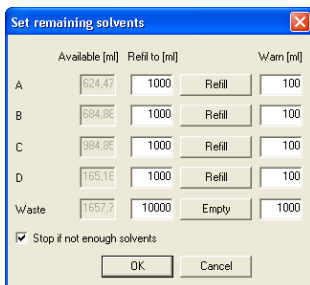 Set remaining solvents
Available [ml] Refil to [ml] Warn [ml]
A 624,47 1000 Refill 100
B 684,88 1000 Refill 100
C 984,85 1000 Refill 100
D 165,18 1000 Refill 100
Waste 1657,7 10000 Empty 1000
Stop if not enough solvents
OK Cancel